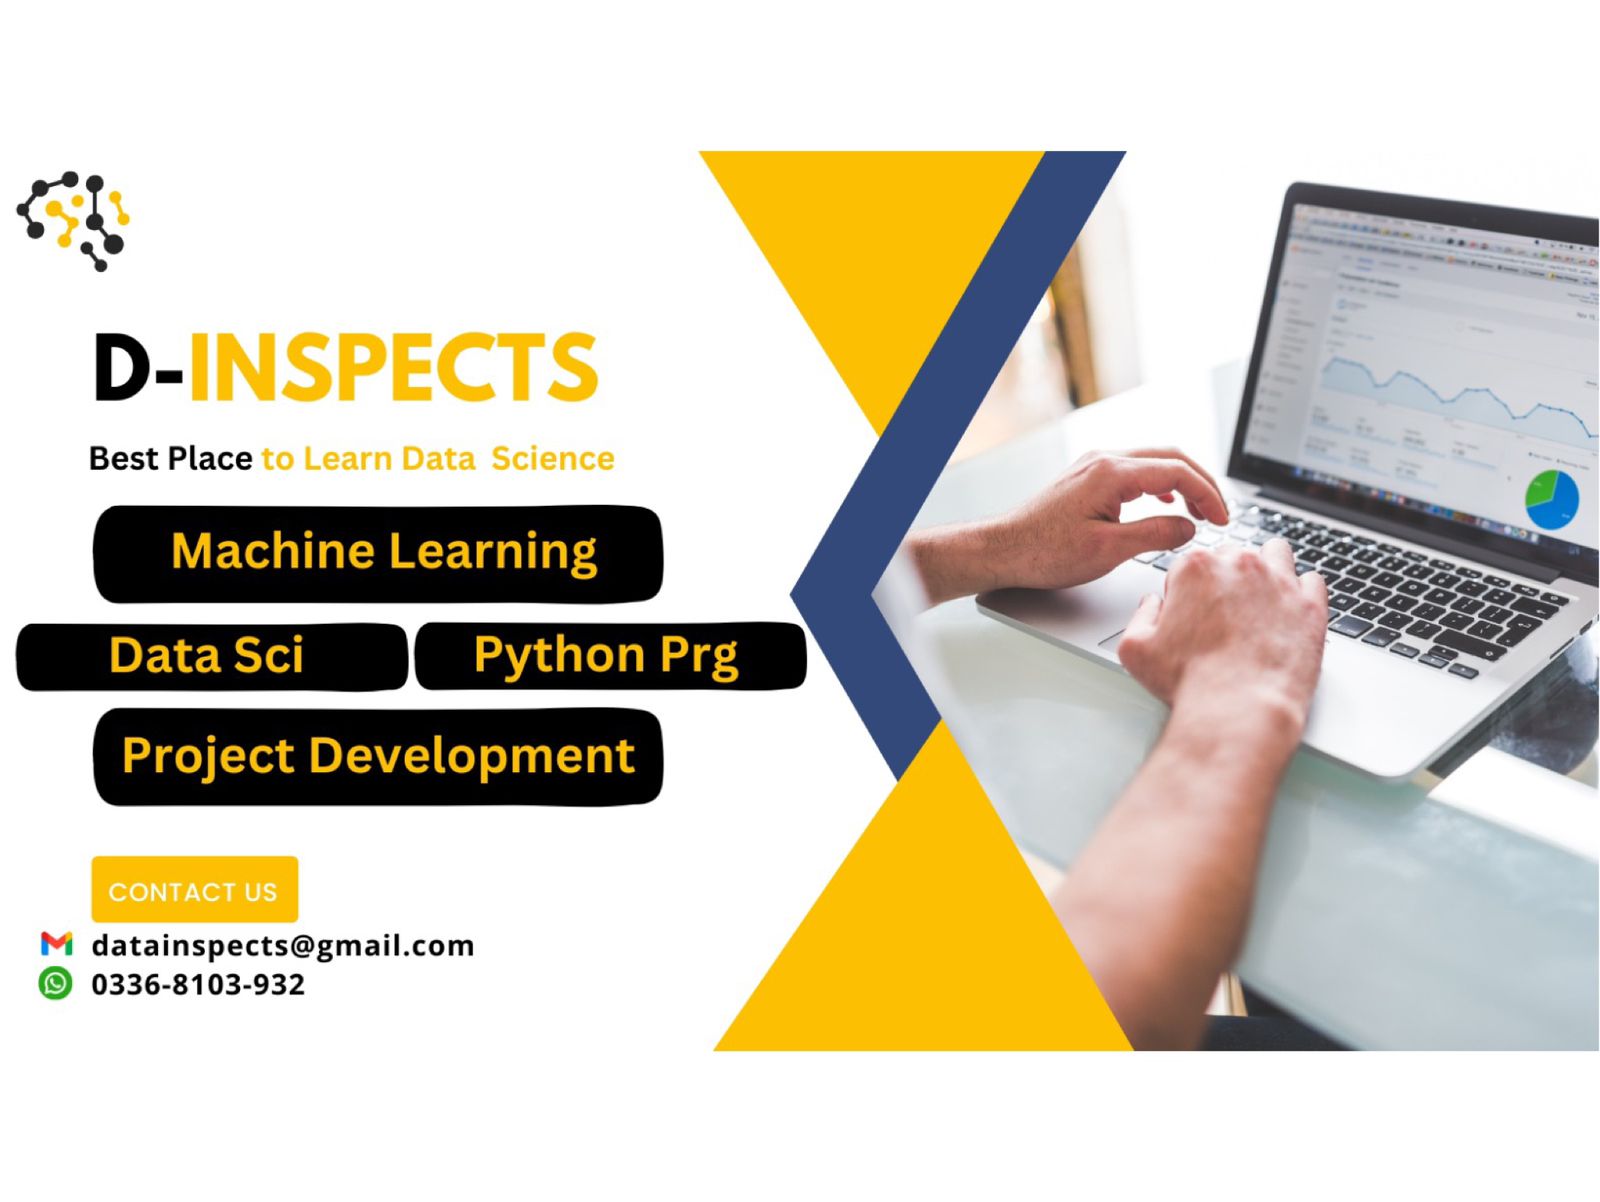 D-INSPECTS
Best Place to Learn Data Science
Machine Learning
Data Sci
Python Prg
Project Development
CONTACT US
datainspects@gmail.com
0336-8103-932